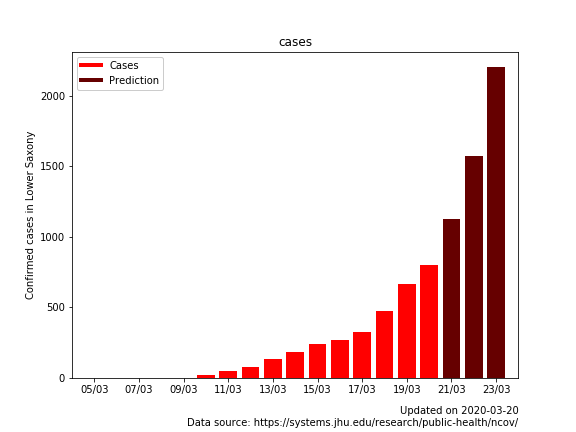 cases
Cases
Prediction
Confirmed cases in Lower Saxony
2000
1500
1000
500
0
05/03 07/03 09/03 11/03 13/03 15/03 17/03 19/03 21/03 23/03
Updated on 2020-03-20
Data source: https://systems.jhu.edu/research/public-health/ncov/